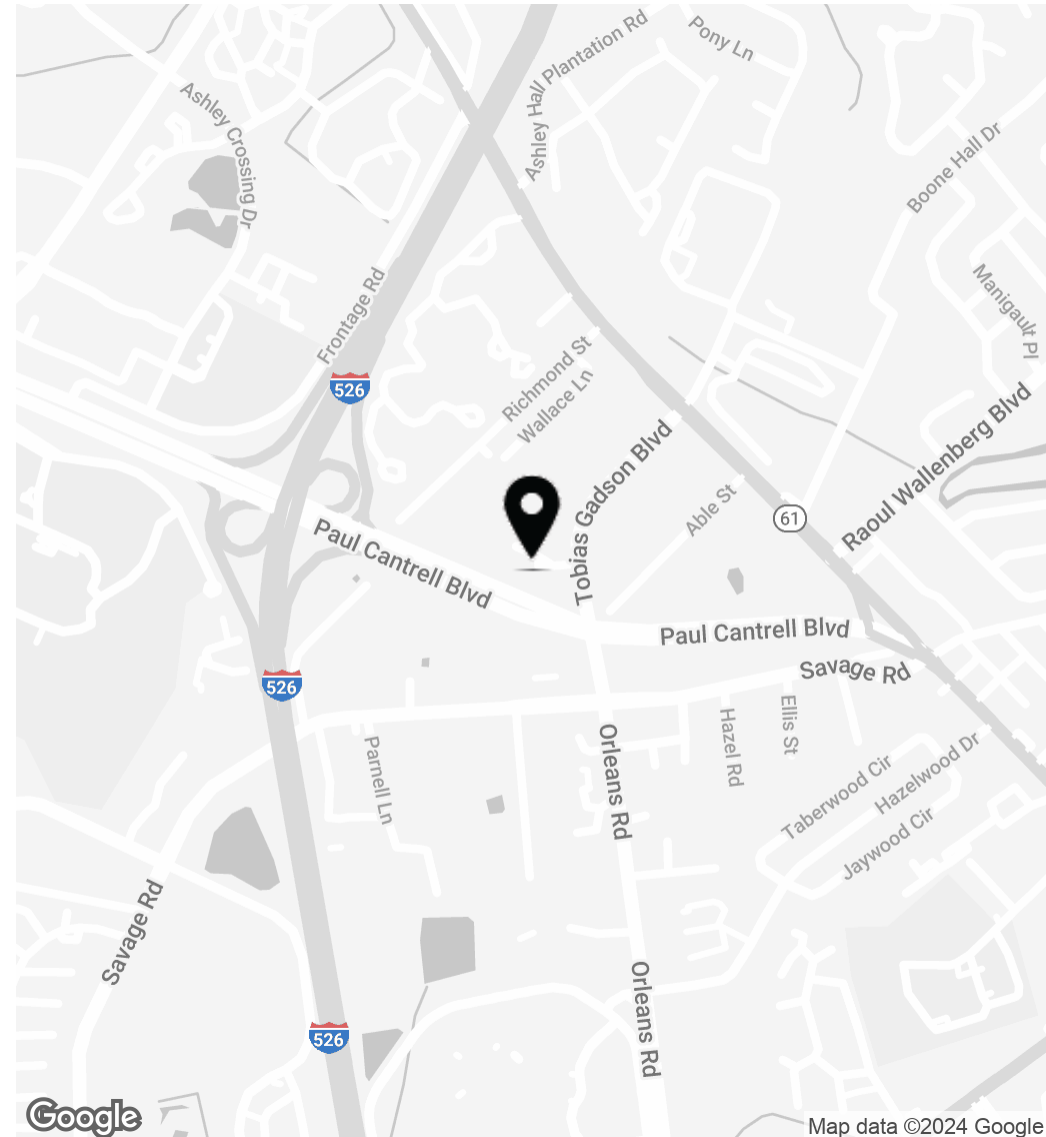 Ashley Hall Plantation Rd
Pony Ln
Ashley Crossing Dr
Boone Hall Dr
Manigault Pl
Frontage Rd
526
Richmond St
Wallace Ln
Raoul Wallenberg Blvd
Tobias Gadson Blvd
Able St
61
Paul Cantrell Blvd
Paul Cantrell Blvd
Savage Rd
526
Ellis St
Hazel Rd
Orleans Rd
Parnell Ln
Taberwood Cir
Hazelwood Dr
Jaywood Cir
Savage Rd
Orleans Rd
526
Google
Map data ©2024 Google